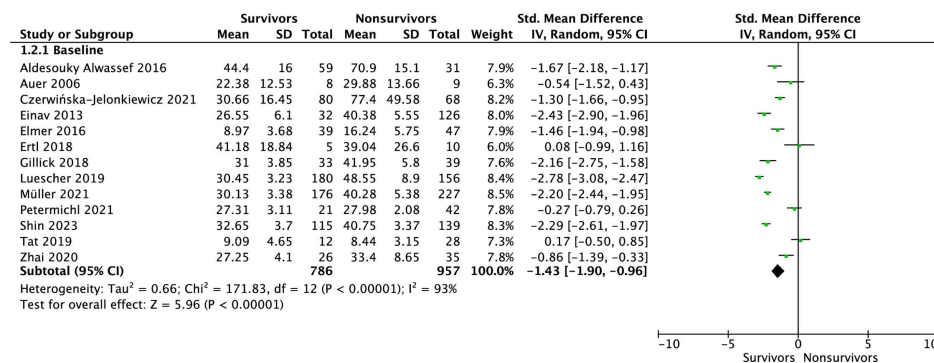 Survivors Nonsurvivors Std. Mean Difference Std. Mean Difference
Study or Subgroup Mean SD Total Mean SD Total Weight IV, Random, 95% CI IV, Random, 95% CI
1.2.1 Baseline
Aldesouky Alwassef 2016 44.4 16 59 70.9 15.1 31 7.9% -1.67 [-2.18, -1.17]
Auer 2006 22.38 12.53 8 29.88 13.66 9 6.3% -0.54 [-1.52, 0.43]
Czerwińska-Jelonkiewicz 2021 30.66 16.45 80 77.4 49.58 68 8.2% -1.30 [-1.66, -0.95]
Einav 2013 26.55 6.1 32 40.38 5.55 126 8.0% -2.43 [-2.90, -1.96]
Elmer 2016 8.97 3.68 39 16.24 5.75 47 8.0% -1.46 [-1.94, -0.98]
Ertl 2018 41.18 18.84 5 39.04 26.6 10 6.0% 0.08 [-0.99, 1.16]
Gillick 2018 31 3.85 33 41.95 5.8 39 7.7% -2.16 [-2.75, -1.58]
Luescher 2019 30.45 3.23 180 48.55 8.9 156 8.3% -2.78 [-3.08, -2.47]
Müller 2021 30.13 3.38 176 40.28 5.38 227 8.4% -2.20 [-2.44, -1.95]
Petermichl 2021 27.31 3.11 21 27.98 2.08 42 7.9% -0.27 [-0.79, 0.26]
Shin 2023 32.65 3.7 115 40.75 3.37 139 8.3% -2.29 [-2.61, -1.97]
Tat 2019 9.09 4.65 12 8.44 3.15 28 7.4% 0.17 [-0.50, 0.85]
Zhai 2020 27.25 4.1 26 33.4 8.65 35 7.8% -0.86 [-1.39, -0.33]
Subtotal (95% CI) 786 957 100.0% -1.43 [-1.90, -0.96]
Heterogeneity: Tau² = 0.66; Chi² = 171.83, df = 12 (P < 0.00001); I² = 93%
Test for overall effect: Z = 5.96 (P < 0.00001)
-10 -5 0 5 10
Survivors Nonsurvivors